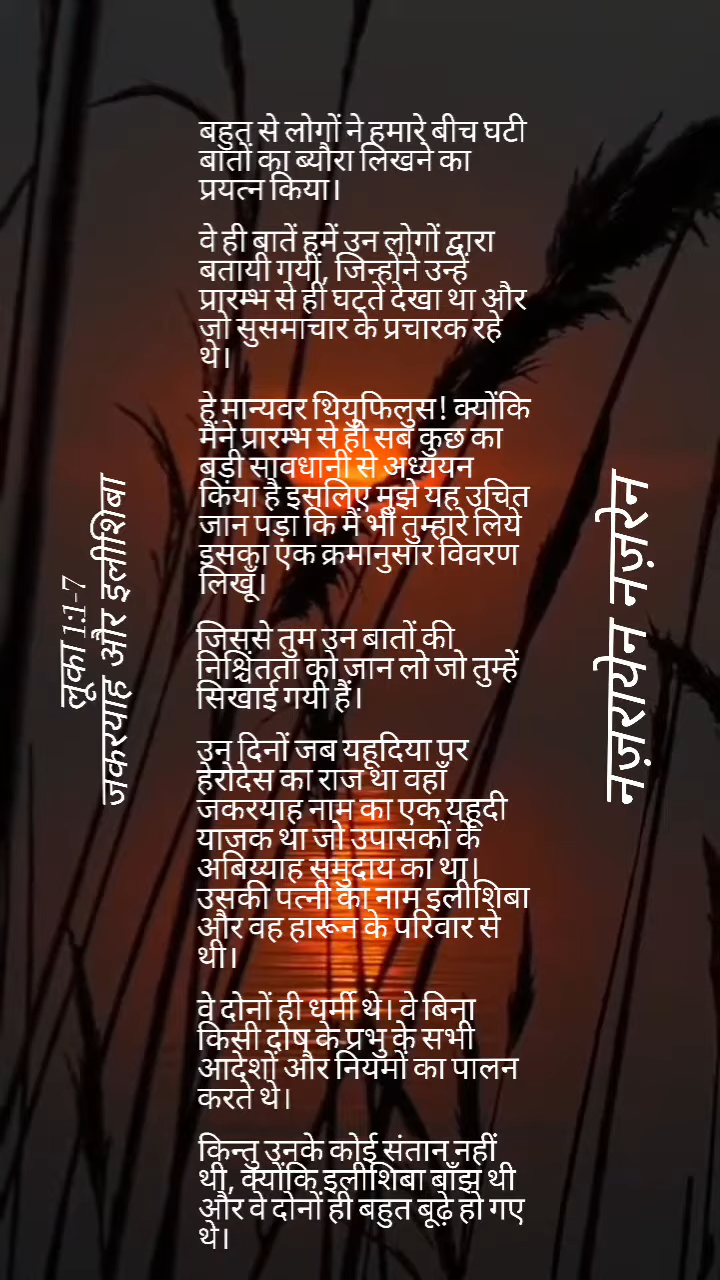 बहुत से लोगों ने हमारे बीच घटी
बातों का ब्यौरा लिखने का
प्रयत्न किया।
वे ही बातें हमें उन लोगों द्वारा
बतायी गयीं, जिन्होंने उन्हें
प्रारम्भ से ही घटते देखा था और
जो सुसमाचार के प्रचारक रहे
थे।
हे मान्यवर थियुफिलुस! क्योंकि
मैंने प्रारम्भ से ही सब कुछ का
बड़ी सावधानी से अध्ययन
किया है इसलिए मुझे यह उचित
जान पड़ा कि मैं भी तुम्हारे लिये
इसका एक क्रमानुसार विवरण
लिखूँ।
जिससे तुम उन बातों की
निश्चिंतता को जान लो जो तुम्हें
सिखाई गयी हैं।
उन दिनों जब यहूदिया पर
हेरोदेस का राज था वहाँ
जकरयाह नाम का एक यहूदी
याजक था जो उपासकों के
अबिय्याह समुदाय का था।
उसकी पत्नी का नाम इलीशिबा
और वह हारून के परिवार से
थी।
वे दोनों ही धर्मी थे। वे बिना
किसी दोष के प्रभु के सभी
आदेशों और नियमों का पालन
करते थे।
किन्तु उनके कोई संतान नहीं
थी, क्योंकि इलीशिबा बाँझ थी
और वे दोनों ही बहुत बूढ़े हो गए
थे।
लूका 1:1-7
जकरयाह और इलीशिबा
नज़रायेन नज़रेन